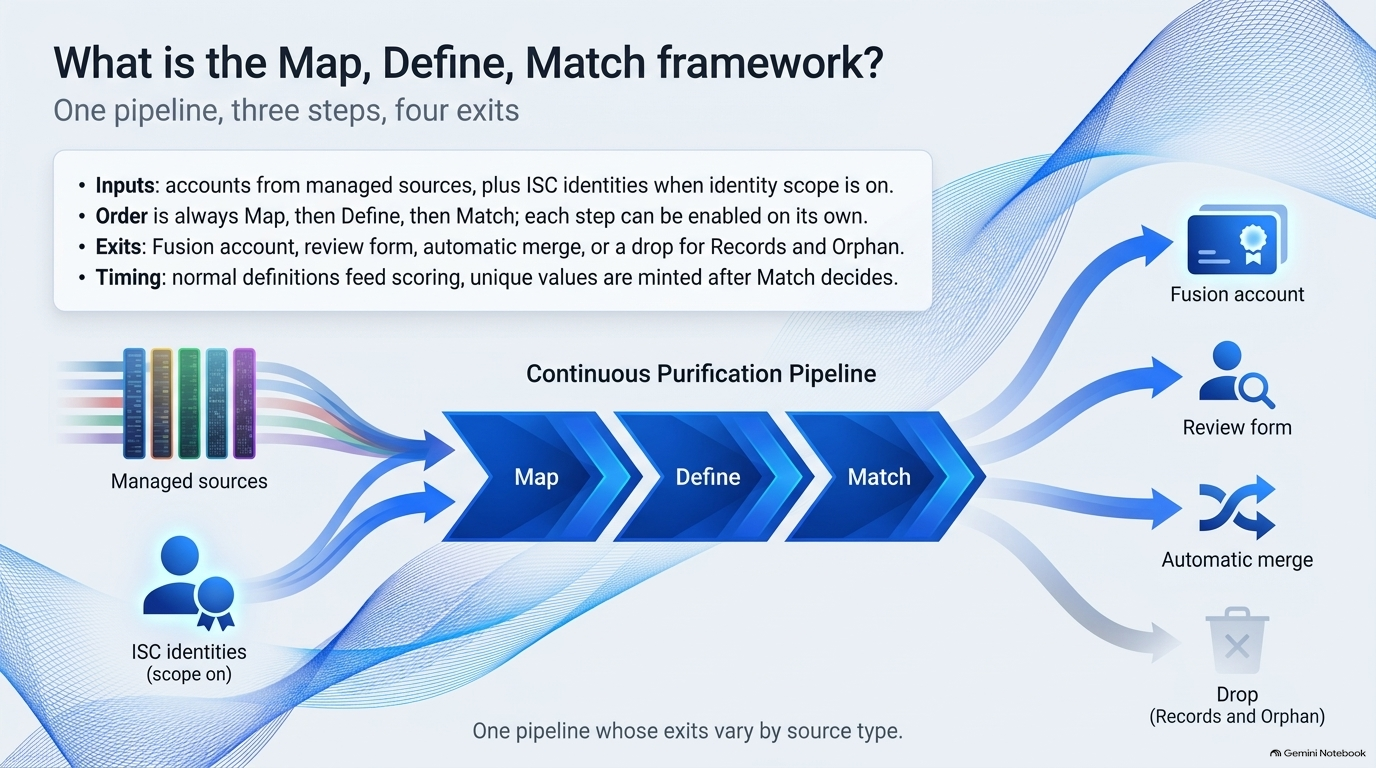 What is the Map, Define, Match framework?
One pipeline, three steps, four exits
• Inputs: accounts from managed sources, plus ISC identities when identity scope is on.
• Order is always Map, then Define, then Match; each step can be enabled on its own.
• Exits: Fusion account, review form, automatic merge, or a drop for Records and Orphan.
• Timing: normal definitions feed scoring, unique values are minted after Match decides.
Managed sources
ISC identities
(scope on)
Continuous Purification Pipeline
Map
Define
Match
Fusion account
Review form
Automatic merge
Drop
(Records and Orphan)
One pipeline whose exits vary by source type.
Gemini Notebook